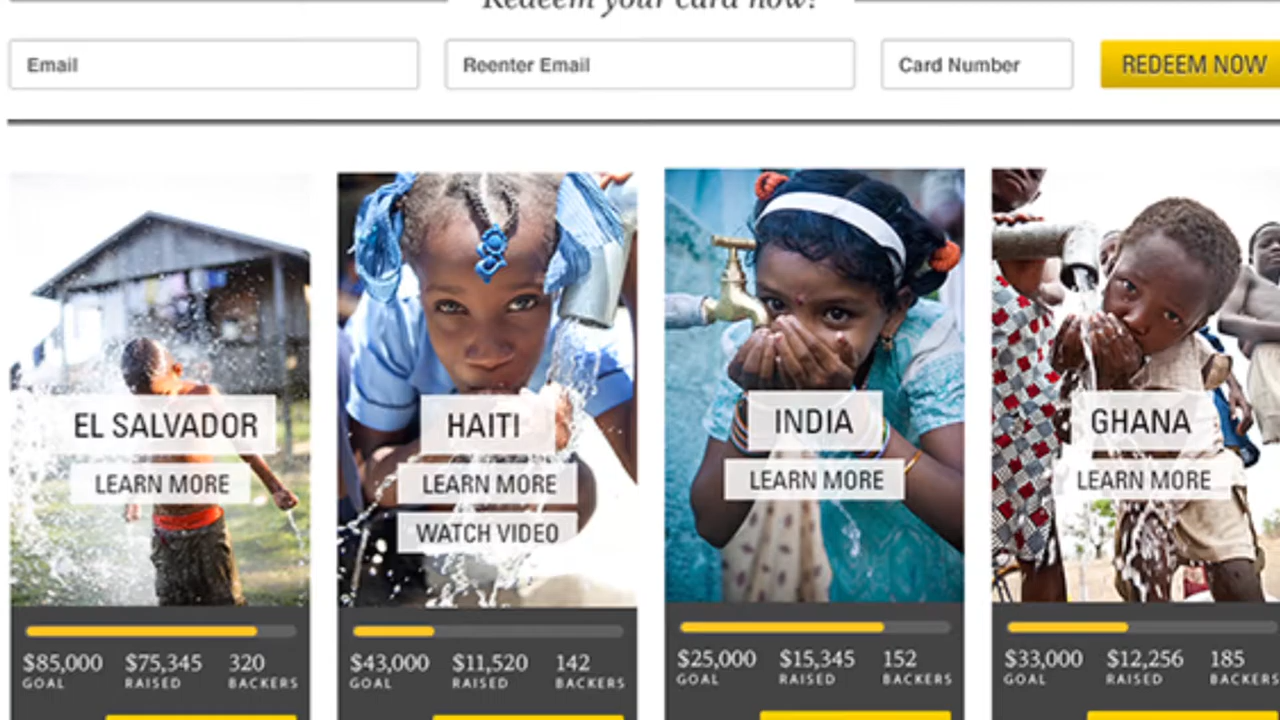 Redeem your card now!
Email
Reenter Email
Card Number
REDEEM NOW
EL SALVADOR
LEARN MORE
$85,000
GOAL
$75,345
RAISED
320
BACKERS
HAITI
LEARN MORE
WATCH VIDEO
$43,000
GOAL
$11,520
RAISED
142
BACKERS
INDIA
LEARN MORE
$25,000
GOAL
$15,345
RAISED
152
BACKERS
GHANA
LEARN MORE
$33,000
GOAL
$12,256
RAISED
185
BACKERS